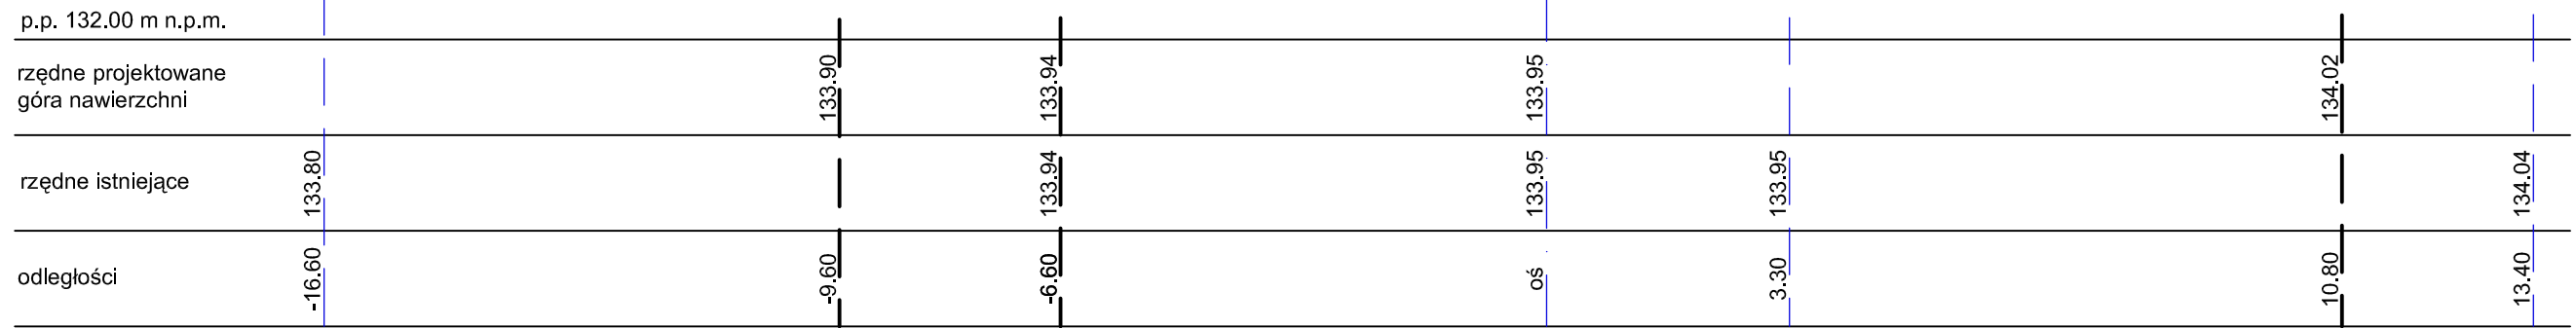 p.p. 132.00 m n.p.m.
rzędne projektowane
góra nawierzchni
133.90
133.94
133.95
134.02
rzędne istniejące
133.80
133.94
133.95
133.95
134.04
odległości
-16.60
-9.60
-6.60
oś
3.30
10.80
13.40